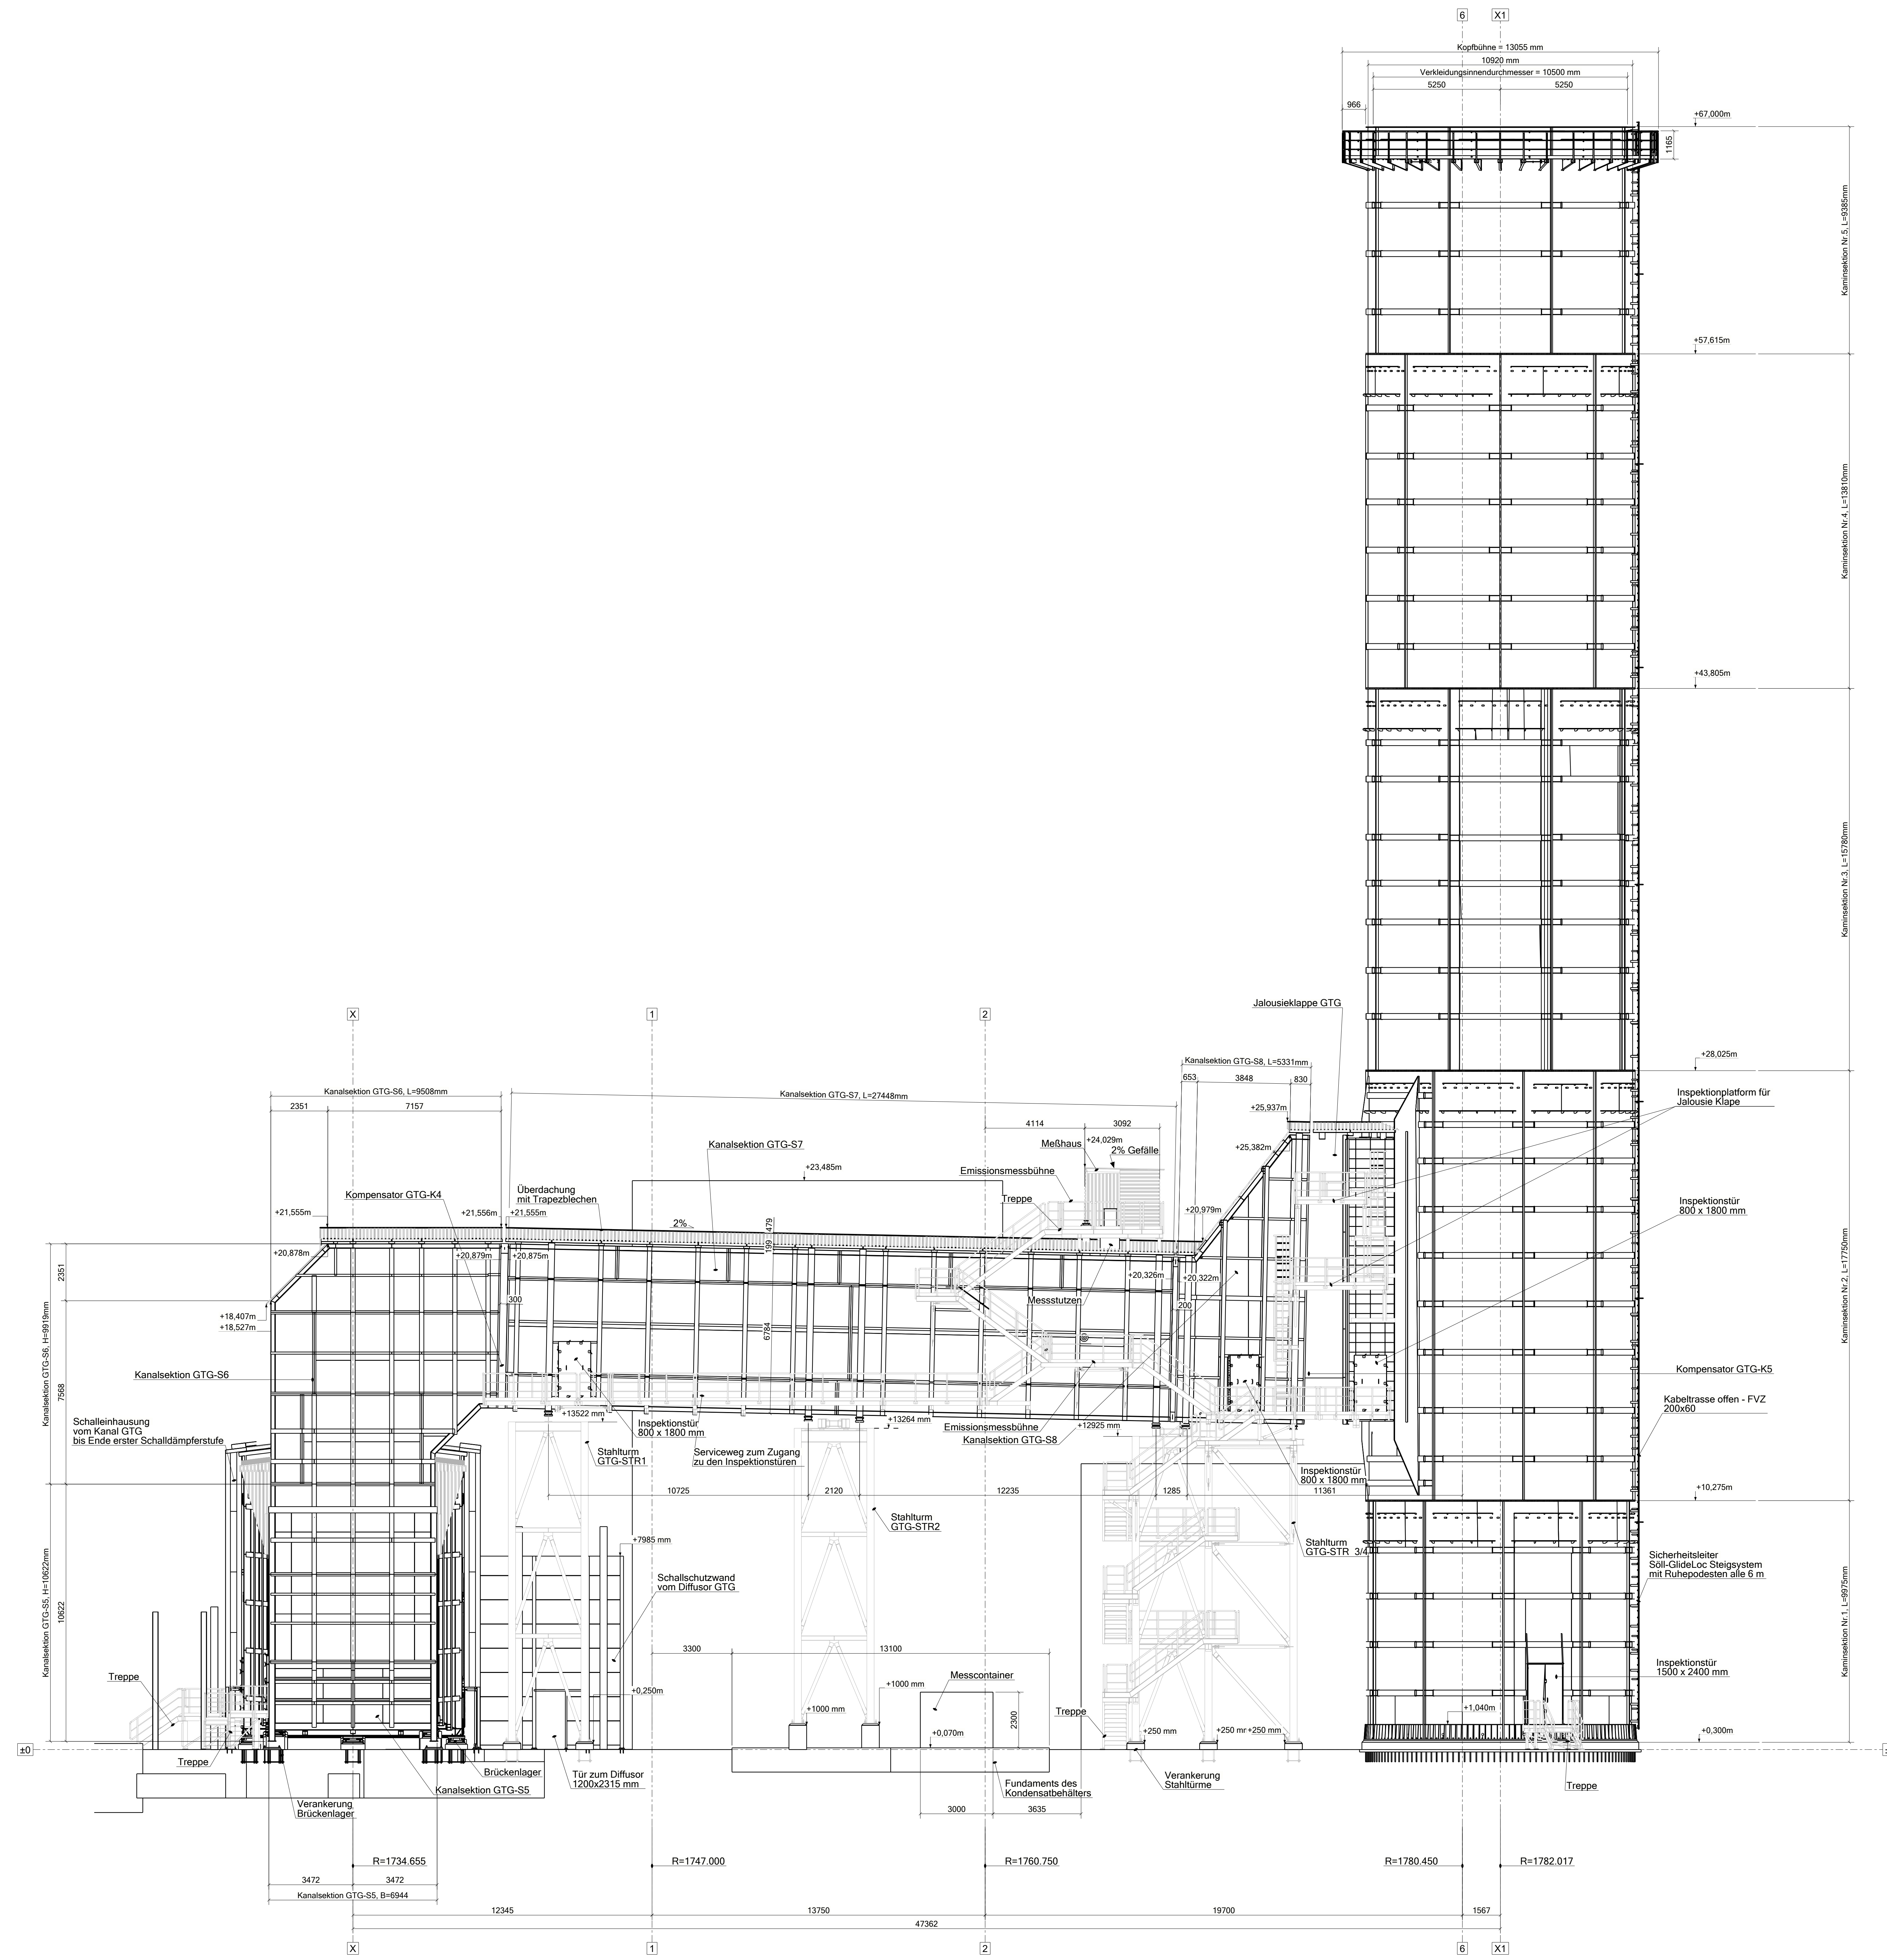 6
X1
Kopfbühne = 13055 mm
10920 mm
Verkleidungsinnendurchmesser = 10500 mm
5250
5250
966
+67,000m
1165
Kaminsektion Nr.5, L=9385mm
+57,615m
Kaminsektion Nr.4, L=13810mm
+43,805m
Kaminsektion Nr.3, L=15780mm
Jalousieklappe GTG
X
1
2
+28,025m
Kanalsektion GTG-S8, L=5331mm
653
3848
830
Kanalsektion GTG-S6, L=9508mm
Kanalsektion GTG-S7, L=27448mm
Inspektionplatform für
Jalousie Klape
2351
7157
+25,937m
4114
3092
Kanalsektion GTG-S7
Meßhaus
+24,029m
2% Gefälle
+25,382m
+23,485m
Emissionsmessbühne
Kompensator GTG-K4
Überdachung
mit Trapezblechen
Treppe
Inspektionstür
800 x 1800 mm
+21,555m
+21,556m
+21,555m
2%
479
199
+20,979m
+20,878m
+20,879m
+20,875m
2351
+20,326m
+20,322m
Kaminsektion Nr.2, L=17750mm
300
Messstutzen
200
+18,407m
+18,527m
6784
Kanalsektion GTG-S6, H=9919mm
7568
Kanalsektion GTG-S6
Kompensator GTG-K5
Kabeltrasse offen - FVZ
200x60
+13522 mm
+13264 mm
Schalleinhausung
vom Kanal GTG
bis Ende erster Schalldämpferstufe
Inspektionstür
800 x 1800 mm
Emissionsmessbühne
+12925 mm
Kanalsektion GTG-S8
Stahlturm
GTG-STR1
Serviceweg zum Zugang
zu den Inspektionstüren
Inspektionstür
800 x 1800 mm
10725
2120
12235
1285
11361
+10,275m
Stahlturm
GTG-STR2
+7985 mm
Stahlturm
GTG-STR 3/4
Sicherheitsleiter
Söll-GlideLoc Steigsystem
mit Ruhepodesten alle 6 m
Kanalsektion GTG-S5, H=10622mm
10622
Schallschutzwand
vom Diffusor GTG
Kaminsektion Nr.1, L=9975mm
3300
13100
Treppe
Messcontainer
Inspektionstür
1500 x 2400 mm
+0,250m
+1000 mm
+1000 mm
2300
Treppe
+1,040m
+0,070m
+250 mm
+250 mr
+250 mm
+0,300m
±0
Treppe
Brückenlager
Tür zum Diffusor
1200x2315 mm
Fundaments des
Kondensatbehälters
Verankerung
Stahltürme
Treppe
Kanalsektion GTG-S5
Verankerung
Brückenlager
3000
3635
R=1734.655
R=1747.000
R=1760.750
R=1780.450
R=1782.017
3472
3472
Kanalsektion GTG-S5, B=6944
12345
13750
19700
1567
47362
X
1
2
6
X1